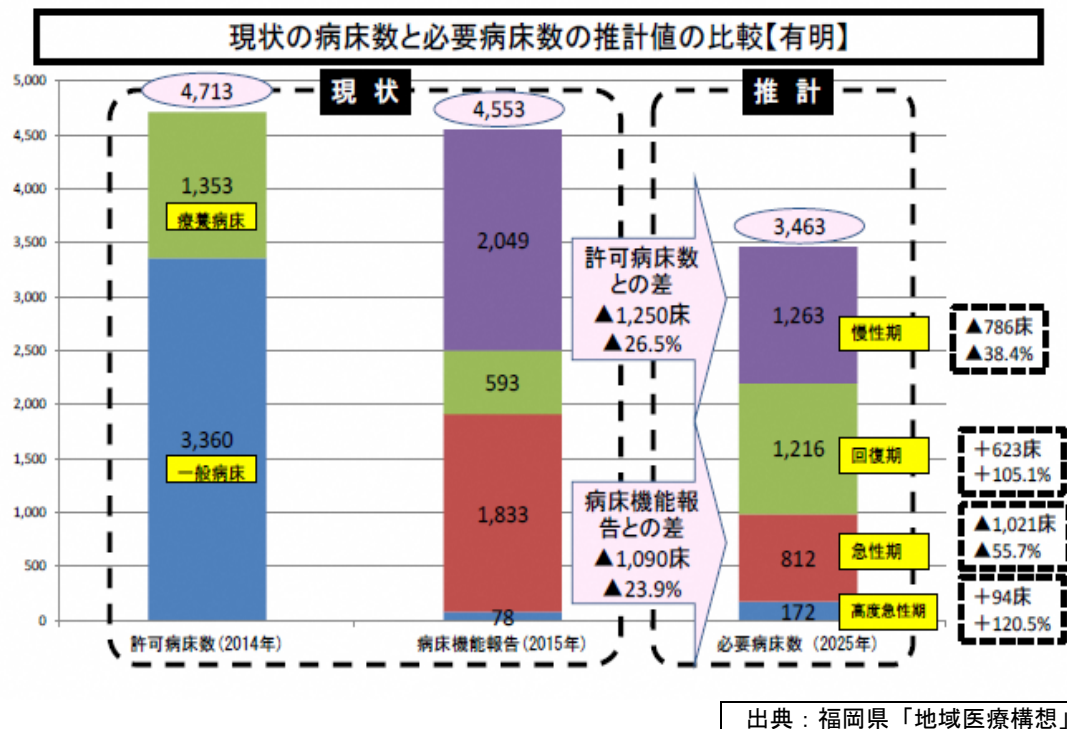 現状の病床数と必要病床数の推計値の比較【有明】
現 状
推 計
5,000
4,500
4,000
3,500
3,000
2,500
2,000
1,500
1,000
500
0
4,713
1,353
療養病床
3,360
一般病床
許可病床数(2014年)
4,553
2,049
593
1,833
78
病床機能報告(2015年)
許可病床数
との差
▲1,250床
▲26.5%
病床機能報
告との差
▲1,090床
▲23.9%
3,463
1,263
慢性期
1,216
回復期
812
急性期
172
高度急性期
必要病床数 (2025年)
▲786床
▲38.4%
+623床
+105.1%
▲1,021床
▲55.7%
+94床
+120.5%
出典：福岡県「地域医療構想」